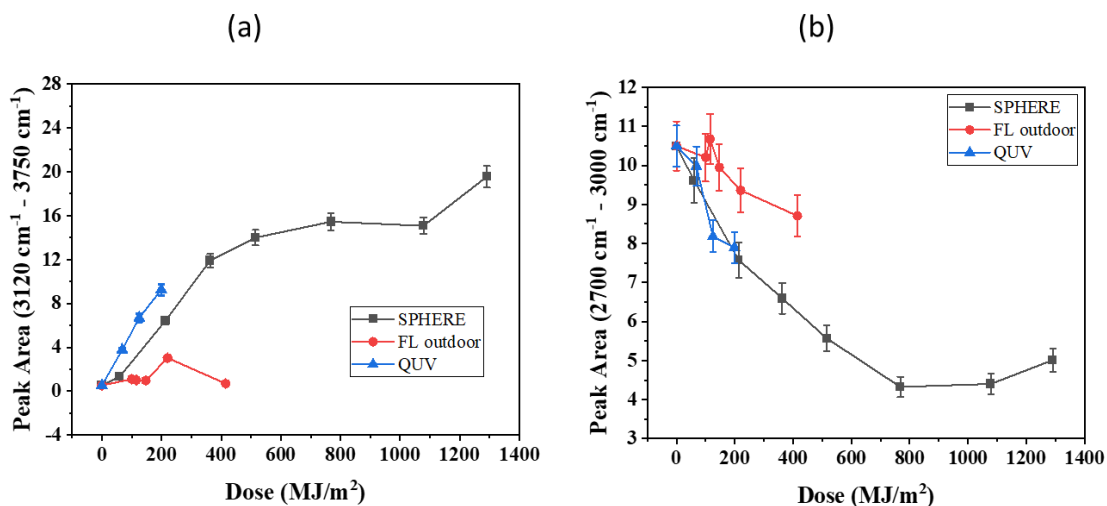 (a)
(b)
Peak Area (3120 cm⁻¹ - 3750 cm⁻¹)
28
24
20
16
12
8
4
0
-4
SPHERE
FL outdoor
QUV
0 200 400 600 800 1000 1200 1400
Dose (MJ/m²)
Peak Area (2700 cm⁻¹ - 3000 cm⁻¹)
12
11
10
9
8
7
6
5
4
3
SPHERE
FL outdoor
QUV
0 200 400 600 800 1000 1200 1400
Dose (MJ/m²)